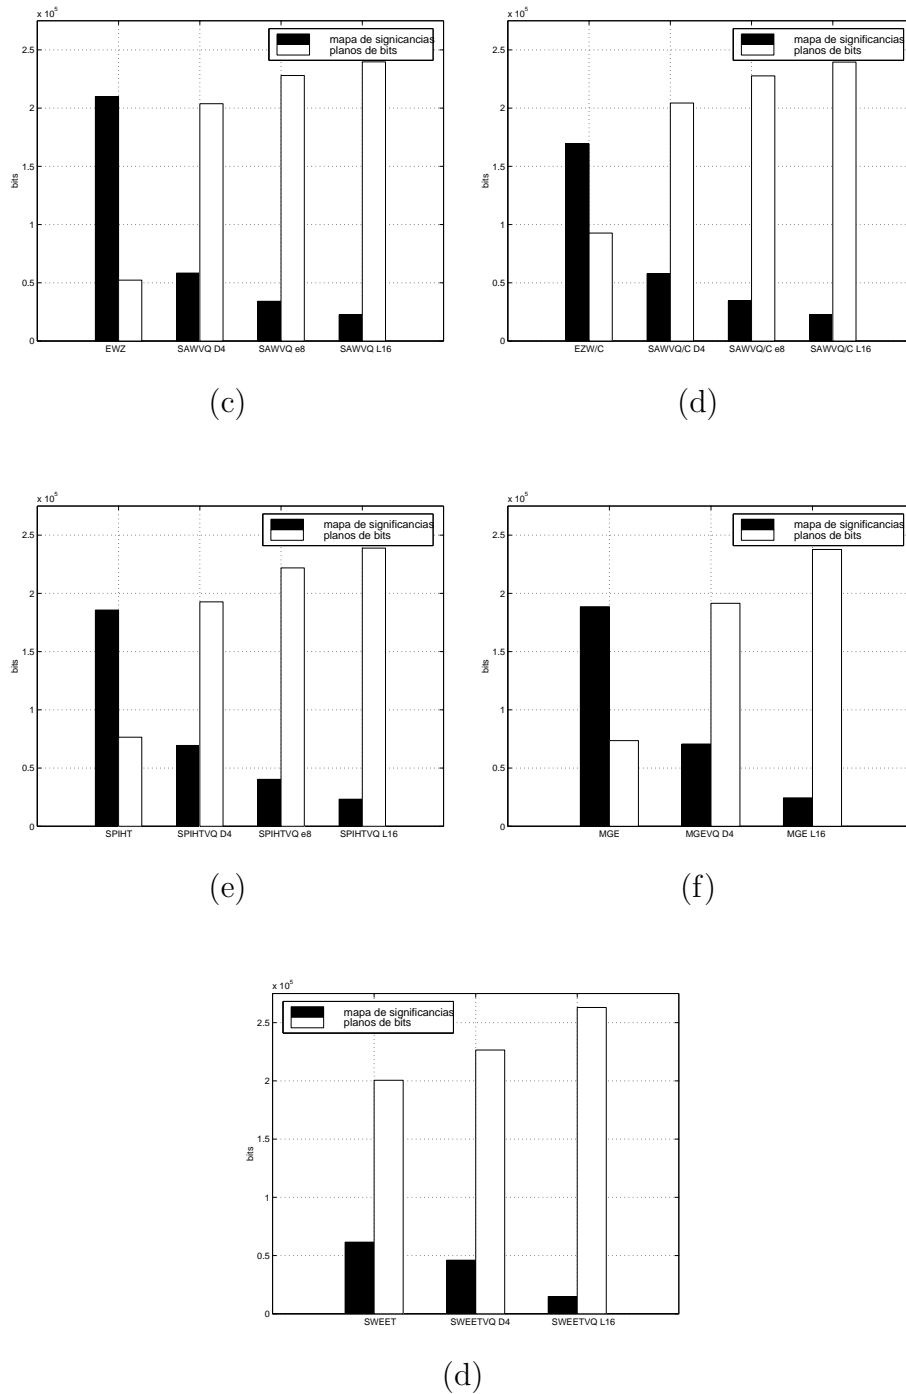 x 10^5
mapa de significancias
planos de bits
2.5
2
1.5
1
0.5
0
bits
EWZ SAWVQ D4 SAWVQ e8 SAWVQ L16
(c)
x 10^5
mapa de significancias
planos de bits
2.5
2
1.5
1
0.5
0
bits
EZW/C SAWVQ/C D4 SAWVQ/C e8 SAWVQ/C L16
(d)
x 10^5
mapa de significancias
planos de bits
2.5
2
1.5
1
0.5
0
bits
SPIHT SPIHTVQ D4 SPIHTVQ e8 SPIHTVQ L16
(e)
x 10^5
mapa de significancias
planos de bits
2.5
2
1.5
1
0.5
0
bits
MGE MGEVQ D4 MGE L16
(f)
x 10^5
mapa de significancias
planos de bits
2.5
2
1.5
1
0.5
0
bits
SWEET SWEETVQ D4 SWEETVQ L16
(d)